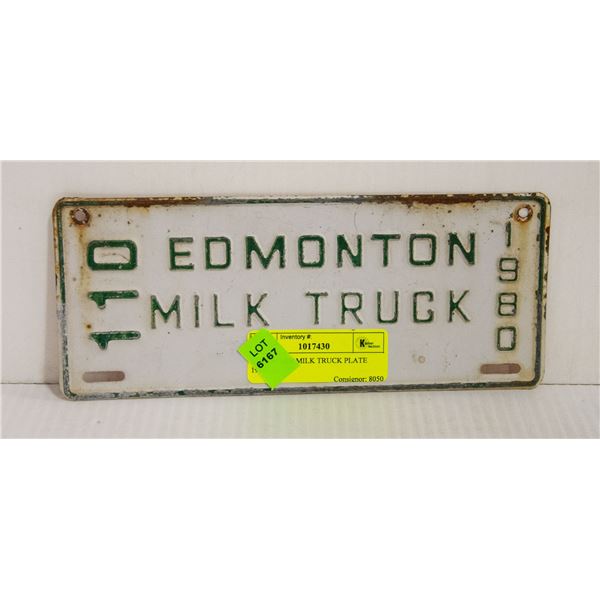 110
EDMONTON
MILK TRUCK
1980
LOT
6167
Inventory #:
1017430
MILK TRUCK PLATE
Consignor: 8050